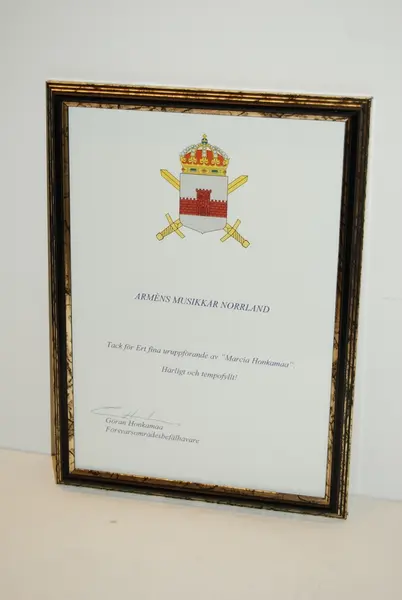 ARMÉNS MUSIKKÅR NORRLAND
Tack för Ert fina uruppförande av "Marcia Honkamaa"
Härligt och tempofyllt!
Göran Honkamaa
Försvarsområdesbefälhavare